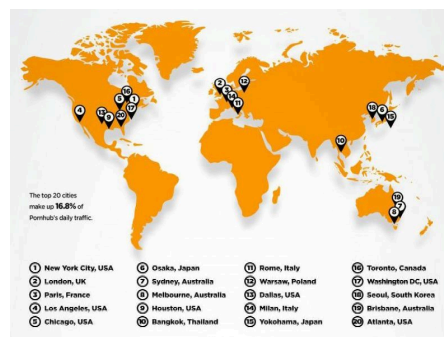 The top 20 cities
make up 16.8% of
Pornhub's daily traffic.
1 New York City, USA
2 London, UK
3 Paris, France
4 Los Angeles, USA
5 Chicago, USA
6 Osaka, Japan
7 Sydney, Australia
8 Melbourne, Australia
9 Houston, USA
10 Bangkok, Thailand
11 Rome, Italy
12 Warsaw, Poland
13 Dallas, USA
14 Milan, Italy
15 Yokohama, Japan
16 Toronto, Canada
17 Washington DC, USA
18 Seoul, South Korea
19 Brisbane, Australia
20 Atlanta, USA